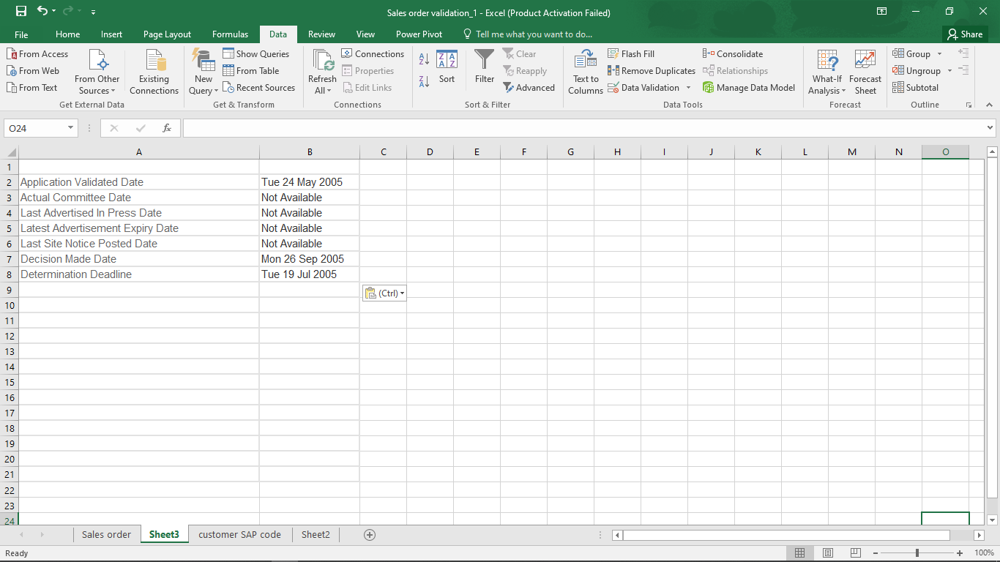 Sales order validation_1 - Excel (Product Activation Failed)
File Home Insert Page Layout Formulas Data Review View Power Pivot Tell me what you want to do... Share
From Access
From Web
From Text
From Other Sources
Existing Connections
Get External Data
New Query
Show Queries
From Table
Recent Sources
Get & Transform
Refresh All
Connections
Properties
Edit Links
Connections
Sort
Filter
Clear
Reapply
Advanced
Sort & Filter
Text to Columns
Flash Fill
Remove Duplicates
Data Validation
Consolidate
Relationships
Manage Data Model
Data Tools
What-If Analysis
Forecast Sheet
Forecast
Group
Ungroup
Subtotal
Outline
O24 fx
A B C D E F G H I J K L M N O
1
2 Application Validated Date Tue 24 May 2005
3 Actual Committee Date Not Available
4 Last Advertised In Press Date Not Available
5 Latest Advertisement Expiry Date Not Available
6 Last Site Notice Posted Date Not Available
7 Decision Made Date Mon 26 Sep 2005
8 Determination Deadline Tue 19 Jul 2005
9 (Ctrl)
10
11
12
13
14
15
16
17
18
19
20
21
22
23
24
Sales order Sheet3 customer SAP code Sheet2
Ready 100%